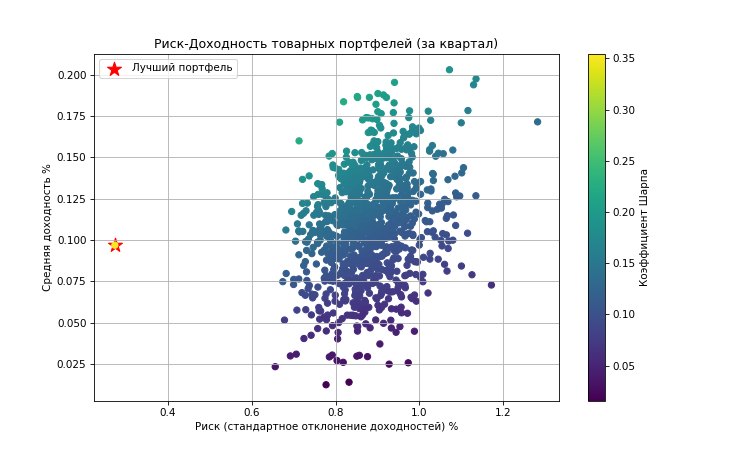 Риск-Доходность товарных портфелей (за квартал)
Лучший портфель
Средняя доходность %
0.200
0.175
0.150
0.125
0.100
0.075
0.050
0.025
0.4 0.6 0.8 1.0 1.2
Риск (стандартное отклонение доходностей) %
0.35
0.30
0.25
0.20
0.15
0.10
0.05
Коэффициент Шарпа